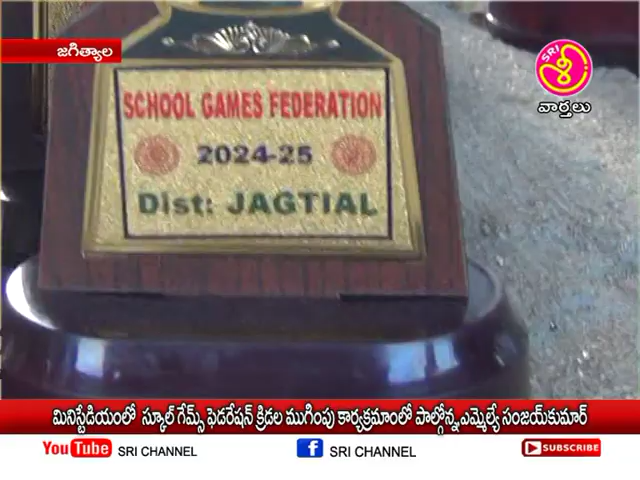 జగిత్యాల
SRI
శ్రీ
వార్తలు
SCHOOL GAMES FEDERATION
2024-25
Dist: JAGTIAL
మినిస్టేడియంలో స్కూల్ గేమ్స్ ఫెడరేషన్ క్రీడల ముగింపు కార్యక్రమాంలో పాల్గోన్న ఎమ్మెల్యే సంజయ్‌కుమార్
YouTube SRI CHANNEL
f SRI CHANNEL
SUBSCRIBE